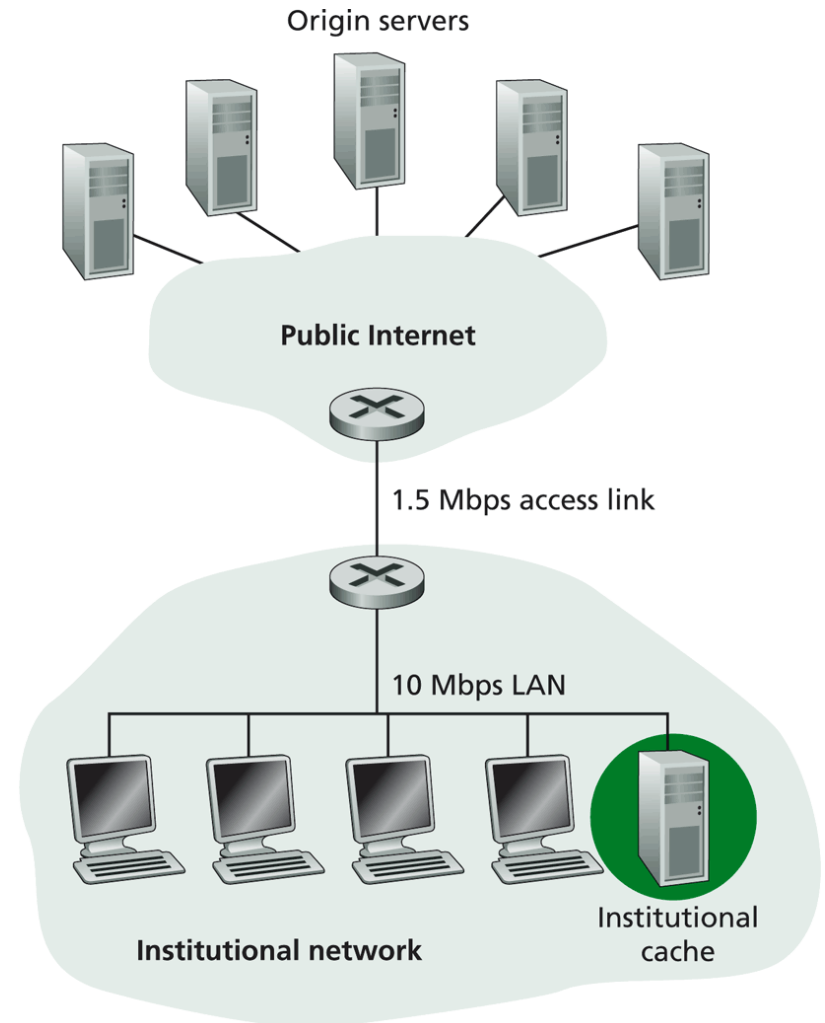 Origin servers
Public Internet
1.5 Mbps access link
10 Mbps LAN
Institutional
cache
Institutional network